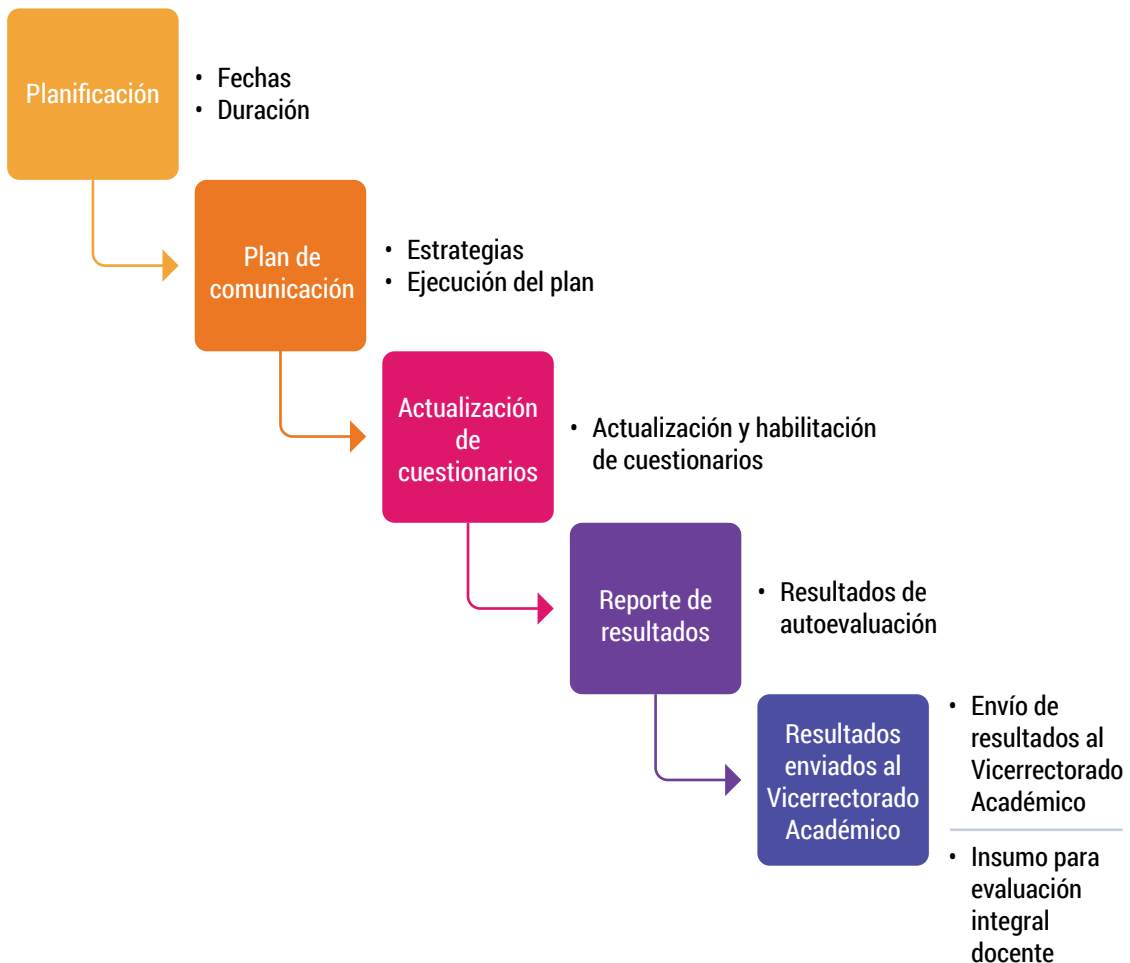 Planificación
• Fechas
• Duración
Plan de
comunicación
• Estrategias
• Ejecución del plan
Actualización
de
cuestionarios
• Actualización y habilitación
de cuestionarios
Reporte de
resultados
• Resultados de
autoevaluación
Resultados
enviados al
Vicerrectorado
Académico
• Envío de
resultados al
Vicerrectorado
Académico
• Insumo para
evaluación
integral
docente